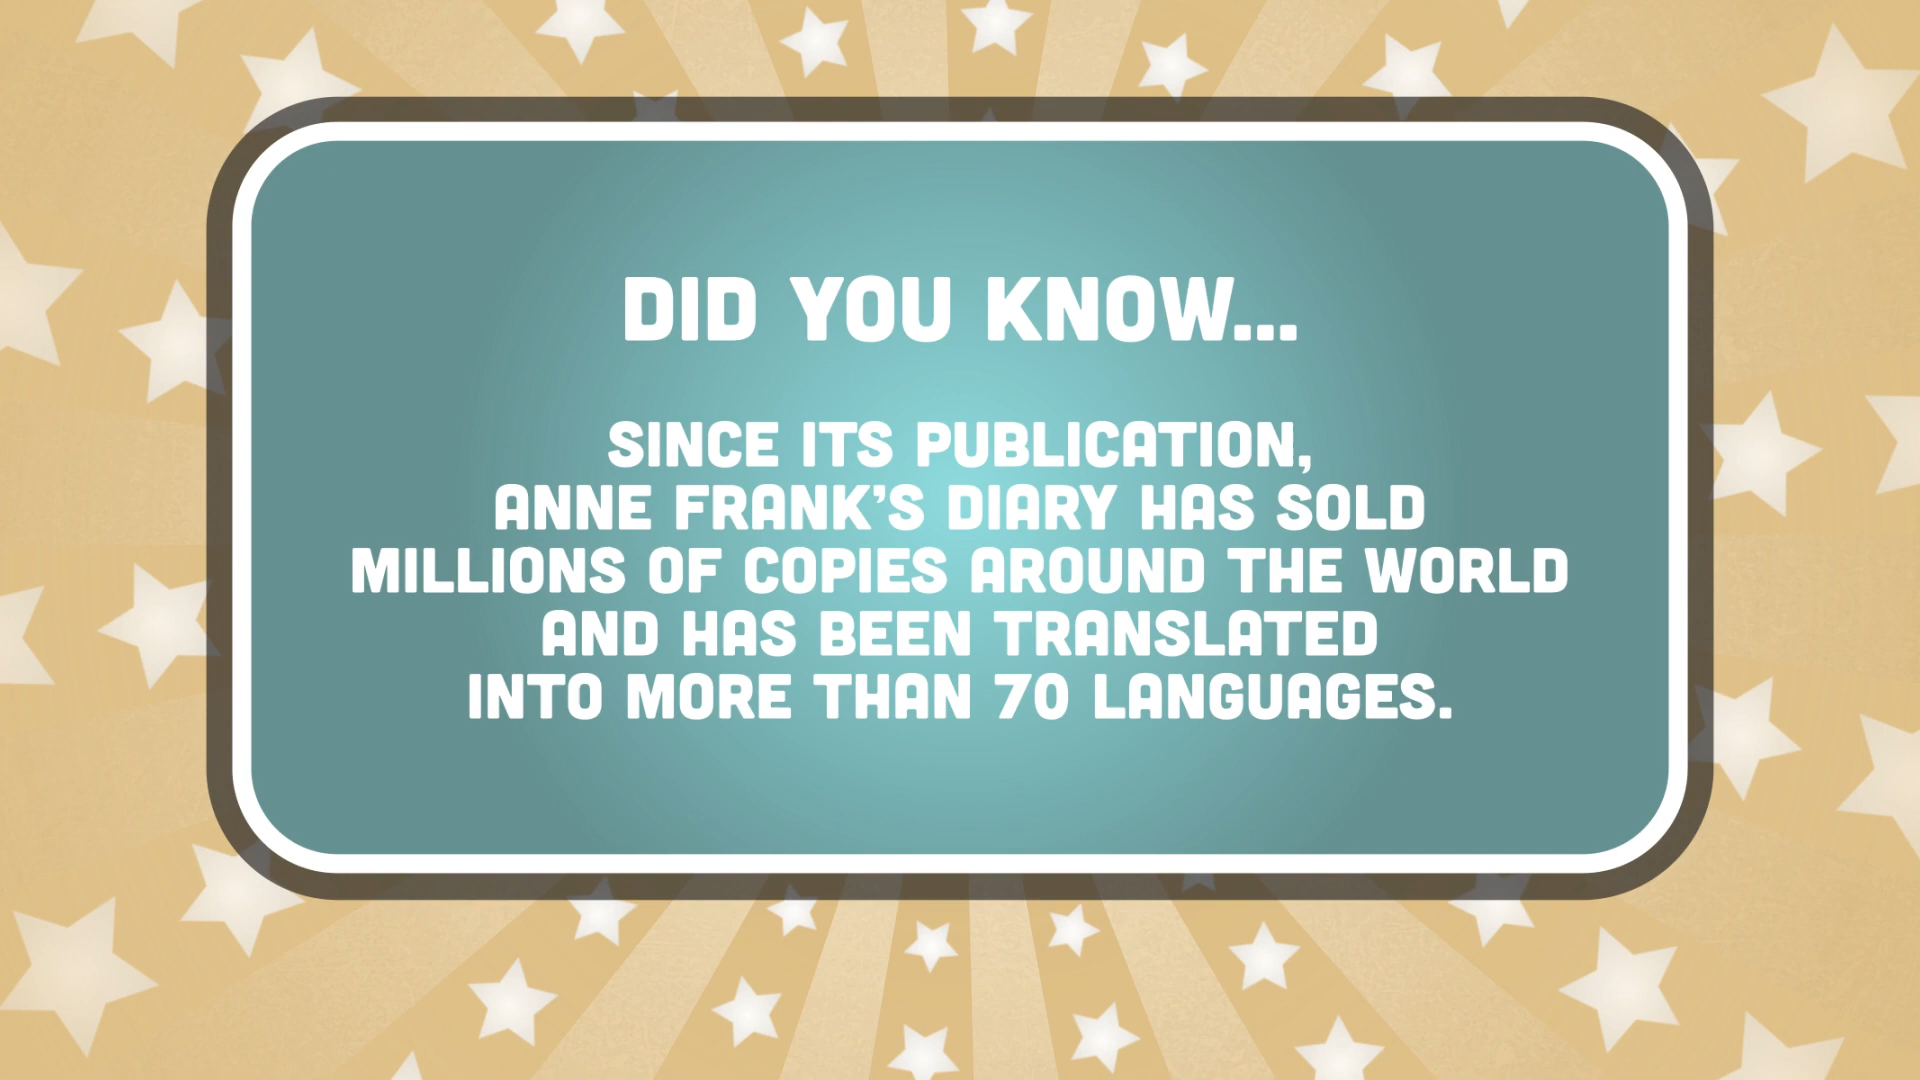 DID YOU KNOW...
SINCE ITS PUBLICATION,
ANNE FRANK'S DIARY HAS SOLD
MILLIONS OF COPIES AROUND THE WORLD
AND HAS BEEN TRANSLATED
INTO MORE THAN 70 LANGUAGES.